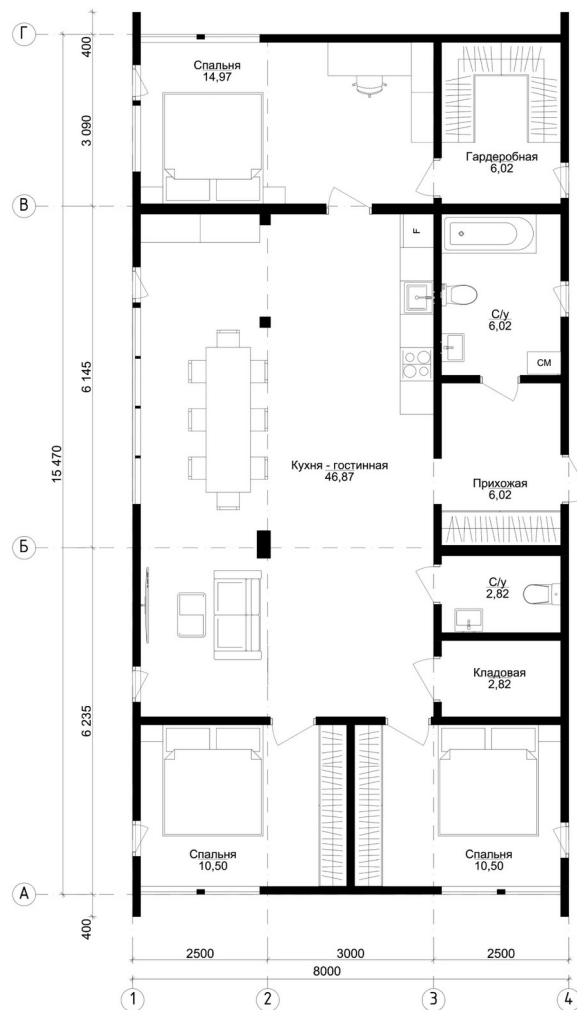 Г
400
Спальня
14,97
3 090
Гардеробная
6,02
В
F
С/у
6,02
СМ
6 145
15 470
Кухня - гостинная
46,87
Прихожая
6,02
Б
С/у
2,82
Кладовая
2,82
6 235
Спальня
10,50
Спальня
10,50
А
400
2500
3000
2500
8000
1
2
3
4